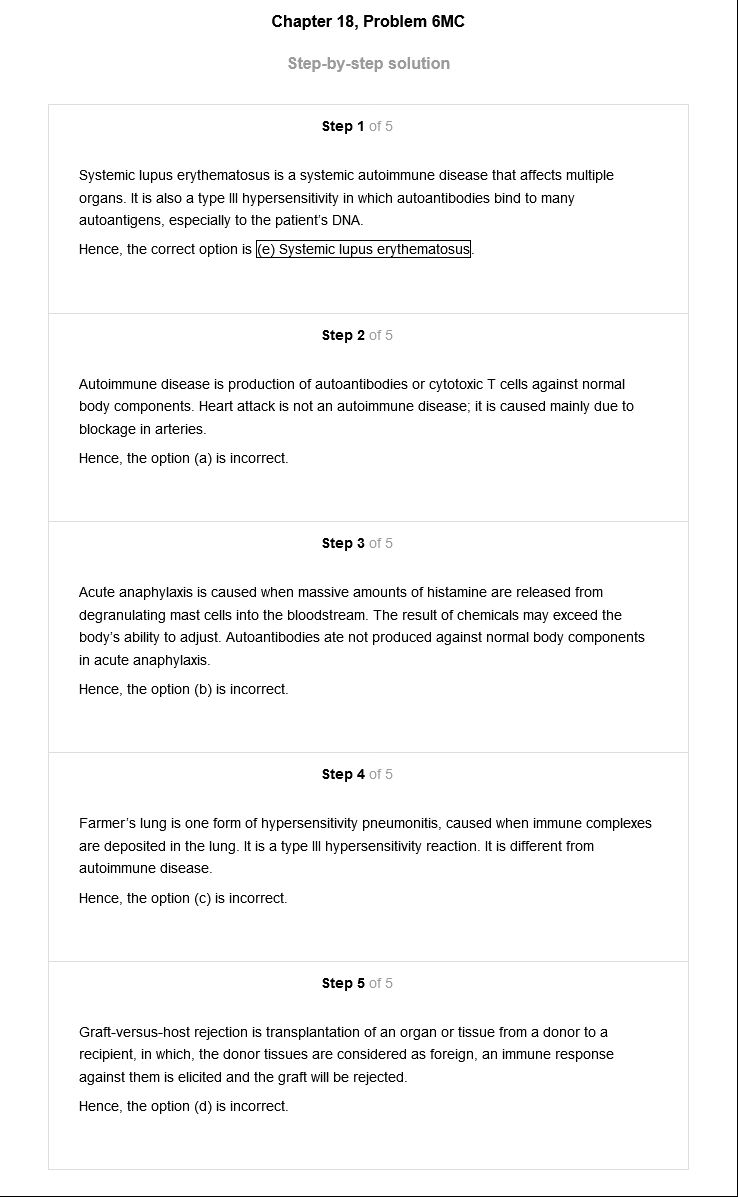 Chapter 18, Problem 6MC
Step-by-step solution
Step 1 of 5
Systemic lupus erythematosus is a systemic autoimmune disease that affects multiple
organs. It is also a type III hypersensitivity in which autoantibodies bind to many
autoantigens, especially to the patient's DNA.
Hence, the correct option is (e) Systemic lupus erythematosus.
Step 2 of 5
Autoimmune disease is production of autoantibodies or cytotoxic T cells against normal
body components. Heart attack is not an autoimmune disease; it is caused mainly due to
blockage in arteries.
Hence, the option (a) is incorrect.
Step 3 of 5
Acute anaphylaxis is caused when massive amounts of histamine are released from
degranulating mast cells into the bloodstream. The result of chemicals may exceed the
body's ability to adjust. Autoantibodies ate not produced against normal body components
in acute anaphylaxis.
Hence, the option (b) is incorrect.
Step 4 of 5
Farmer's lung is one form of hypersensitivity pneumonitis, caused when immune complexes
are deposited in the lung. It is a type III hypersensitivity reaction. It is different from
autoimmune disease.
Hence, the option (c) is incorrect.
Step 5 of 5
Graft-versus-host rejection is transplantation of an organ or tissue from a donor to a
recipient, in which, the donor tissues are considered as foreign, an immune response
against them is elicited and the graft will be rejected.
Hence, the option (d) is incorrect.